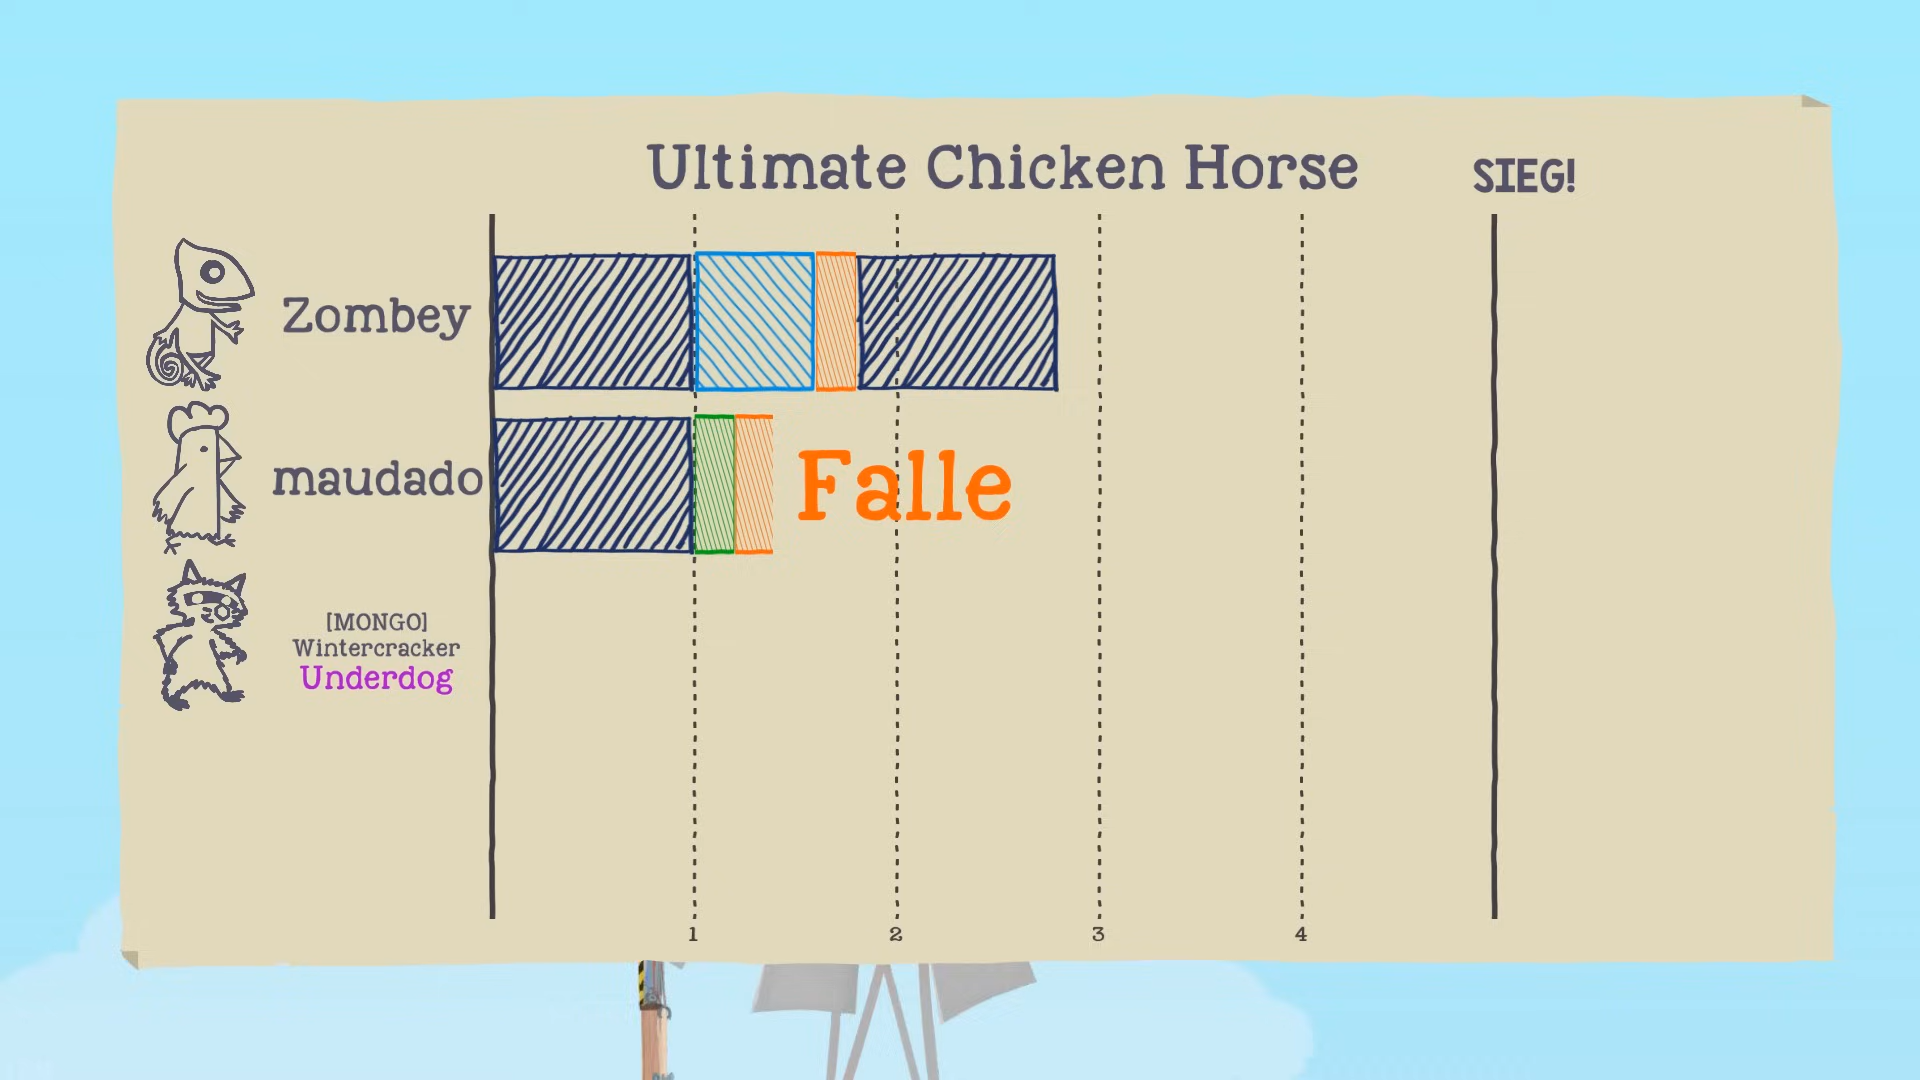 Ultimate Chicken Horse
SIEG!
Zombey
maudado
Falle
[MONGO]
Wintercracker
Underdog
1 2 3 4